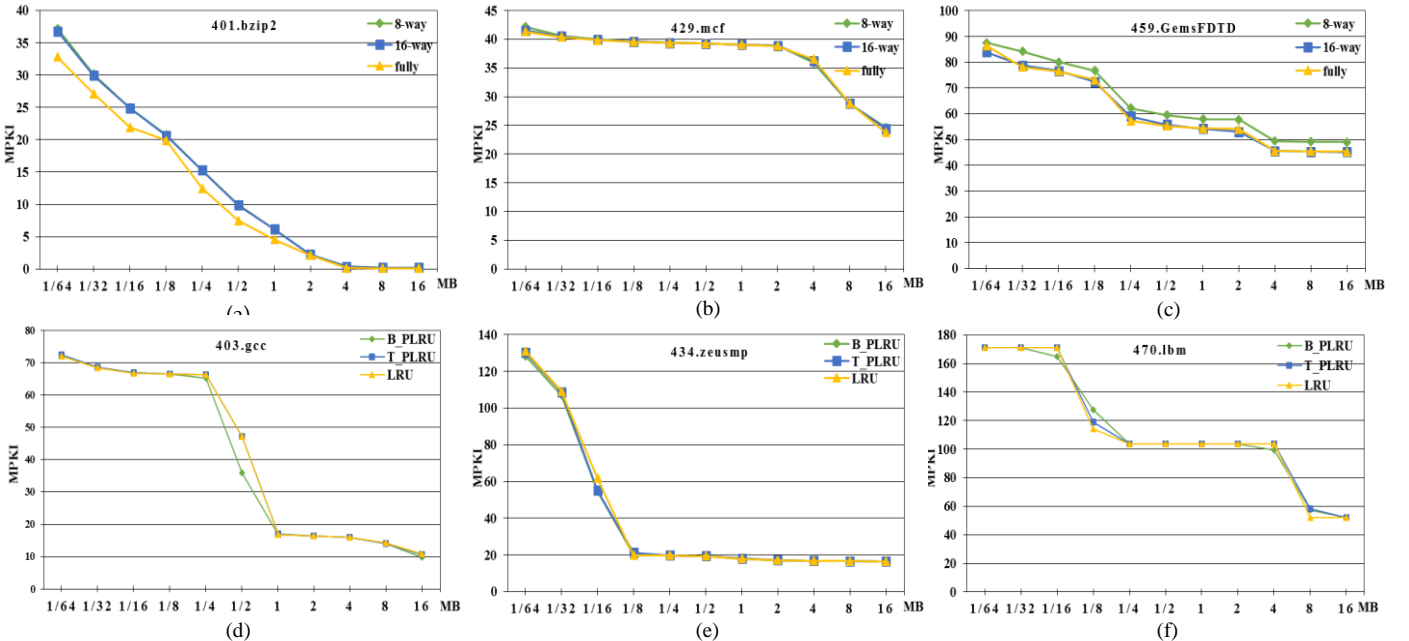 401.bzip2
8-way
16-way
fully
MPKI
40
35
30
25
20
15
10
5
0
1/64 1/32 1/16 1/8 1/4 1/2 1 2 4 8 16 MB
(a)
429.mcf
8-way
16-way
fully
MPKI
45
40
35
30
25
20
15
10
5
0
1/64 1/32 1/16 1/8 1/4 1/2 1 2 4 8 16 MB
(b)
459.GemsFDTD
8-way
16-way
fully
MPKI
100
90
80
70
60
50
40
30
20
10
0
1/64 1/32 1/16 1/8 1/4 1/2 1 2 4 8 16 MB
(c)
403.gcc
B_PLRU
T_PLRU
LRU
MPKI
80
70
60
50
40
30
20
10
0
1/64 1/32 1/16 1/8 1/4 1/2 1 2 4 8 16 MB
(d)
434.zeusmp
B_PLRU
T_PLRU
LRU
MPKI
140
120
100
80
60
40
20
0
1/64 1/32 1/16 1/8 1/4 1/2 1 2 4 8 16 MB
(e)
470.lbm
B_PLRU
T_PLRU
LRU
MPKI
180
160
140
120
100
80
60
40
20
0
1/64 1/32 1/16 1/8 1/4 1/2 1 2 4 8 16 MB
(f)